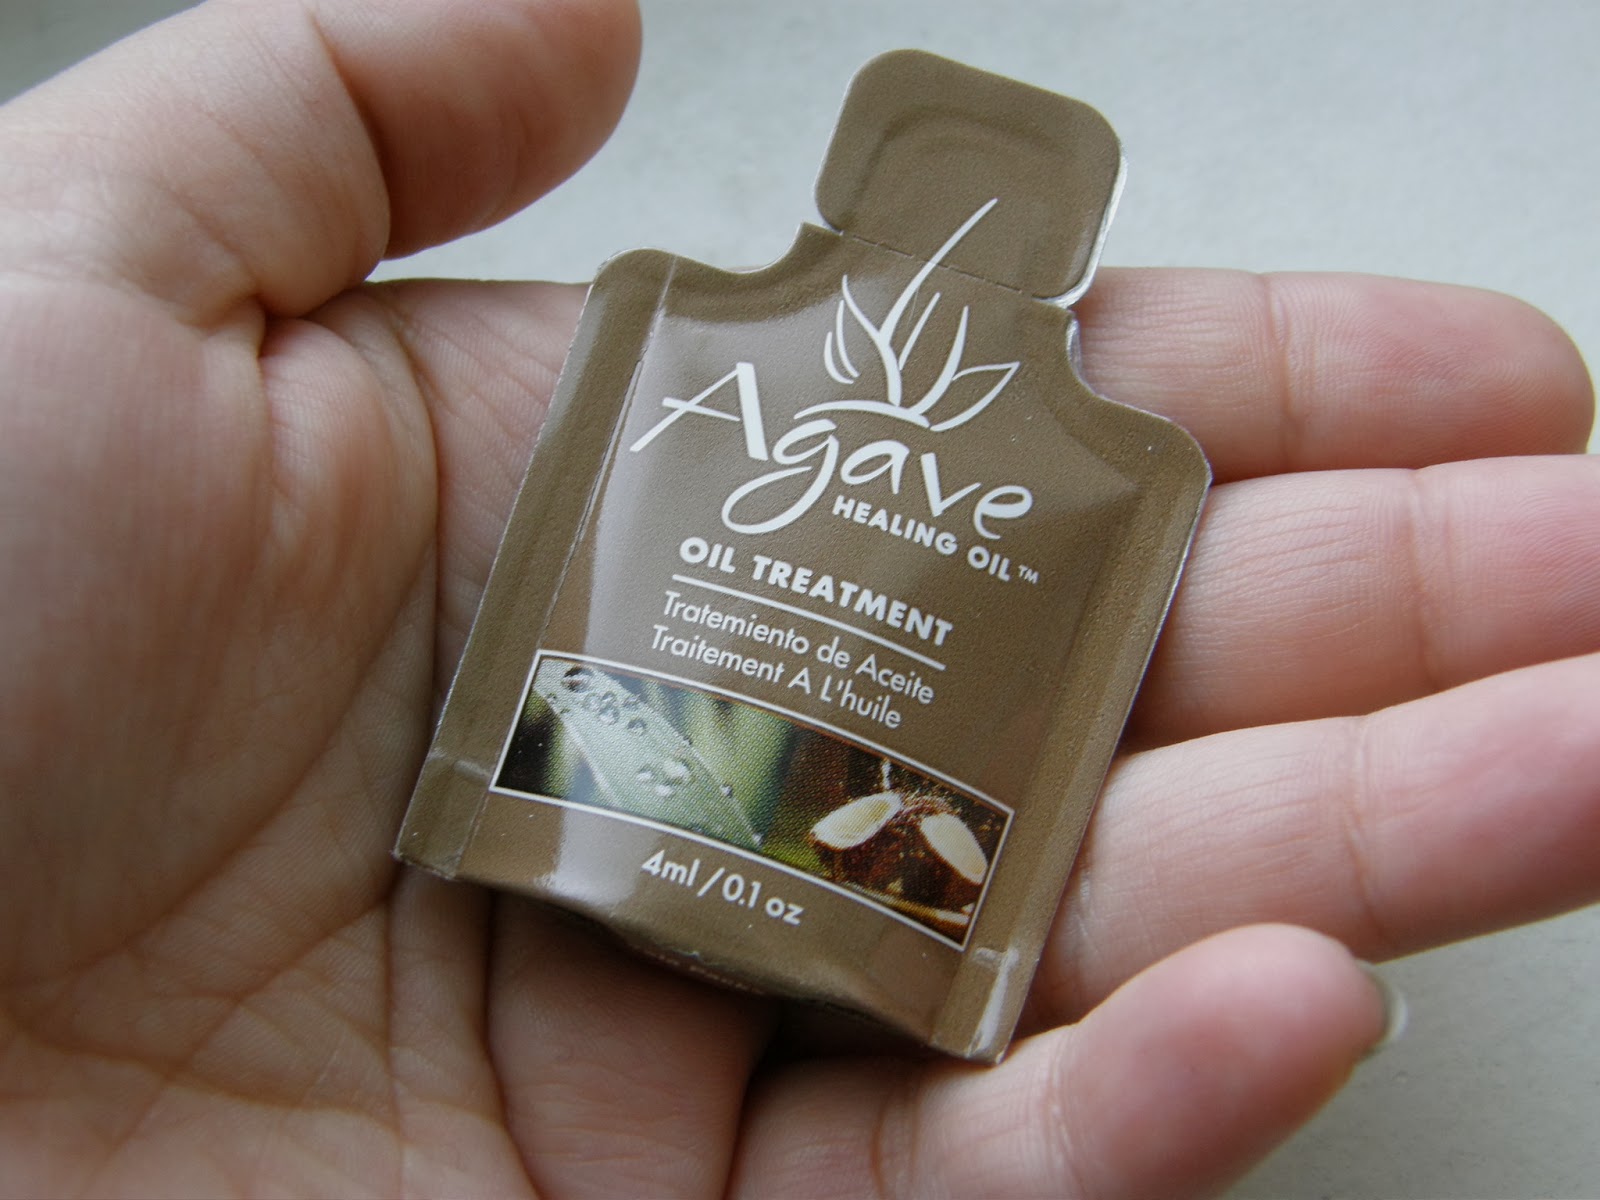 Agave
HEALING OIL™
OIL TREATMENT
Tratemiento de Aceite
Traitement A L'huile
4ml / 0.1 oz